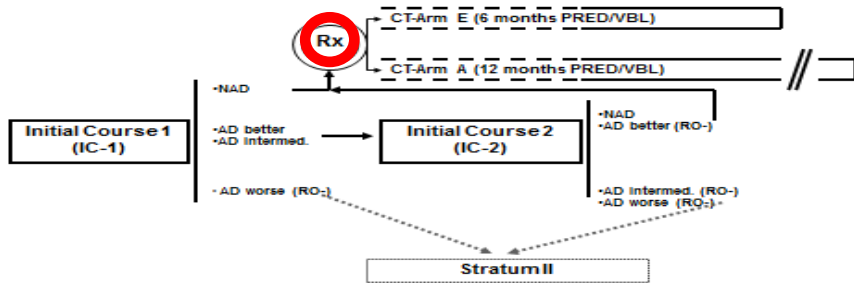 CT-Arm E (6 months PRED/VBL)
Rx
CT-Arm A (12 months PRED/VBL)
•NAD
Initial Course 1
(IC-1)
•AD better
•AD Intermed.
- AD worse (RO-)
Initial Course 2
(IC-2)
•NAD
•AD better (RO-)
•AD Intermed. (RO-)
•AD worse (RO-)
Stratum II